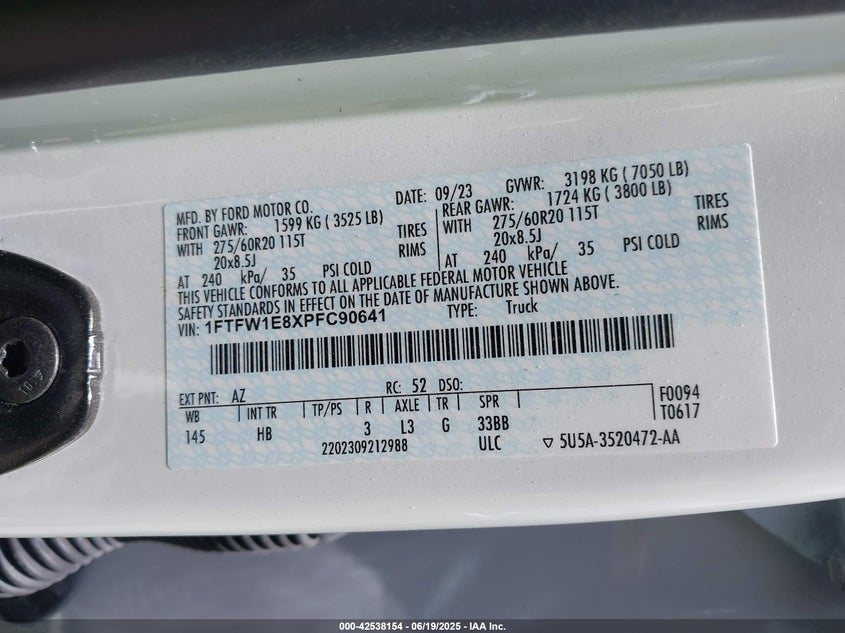 MFD. BY FORD MOTOR CO. DATE: 09/23 GVWR: 3198 KG ( 7050 LB)
FRONT GAWR: 1599 KG ( 3525 LB) REAR GAWR: 1724 KG ( 3800 LB)
WITH 275/60R20 115T TIRES WITH 275/60R20 115T TIRES
20x8.5J RIMS 20x8.5J RIMS
AT 240 kPa/ 35 PSI COLD AT 240 kPa/ 35 PSI COLD
THIS VEHICLE CONFORMS TO ALL APPLICABLE FEDERAL MOTOR VEHICLE
SAFETY STANDARDS IN EFFECT ON THE DATE OF MANUFACTURE SHOWN ABOVE.
VIN: 1FTFW1E8XPFC90641 TYPE: Truck
EXT PNT: AZ RC: 52 DSO:
WB INT TR TP/PS R AXLE TR SPR F0094
145 HB 3 L3 G 33BB T0617
2202309212988 ULC ▽ 5U5A-3520472-AA
10.9
000-42538154 | 06/19/2025 - IAA Inc.